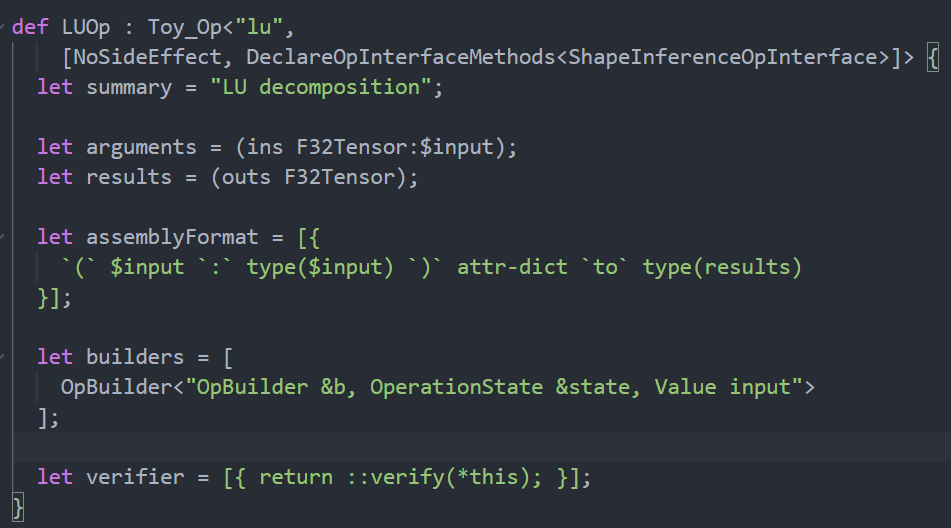 def LUOp : Toy_Op<"lu",
    [NoSideEffect, DeclareOpInterfaceMethods<ShapeInferenceOpInterface>]> {
  let summary = "LU decomposition";
  let arguments = (ins F32Tensor:$input);
  let results = (outs F32Tensor);
  let assemblyFormat = [{
    `(` $input `:` type($input) `)` attr-dict `to` type(results)
  }];
  let builders = [
    OpBuilder<"OpBuilder &b, OperationState &state, Value input">
  ];
  let verifier = [{ return ::verify(*this); }];
}